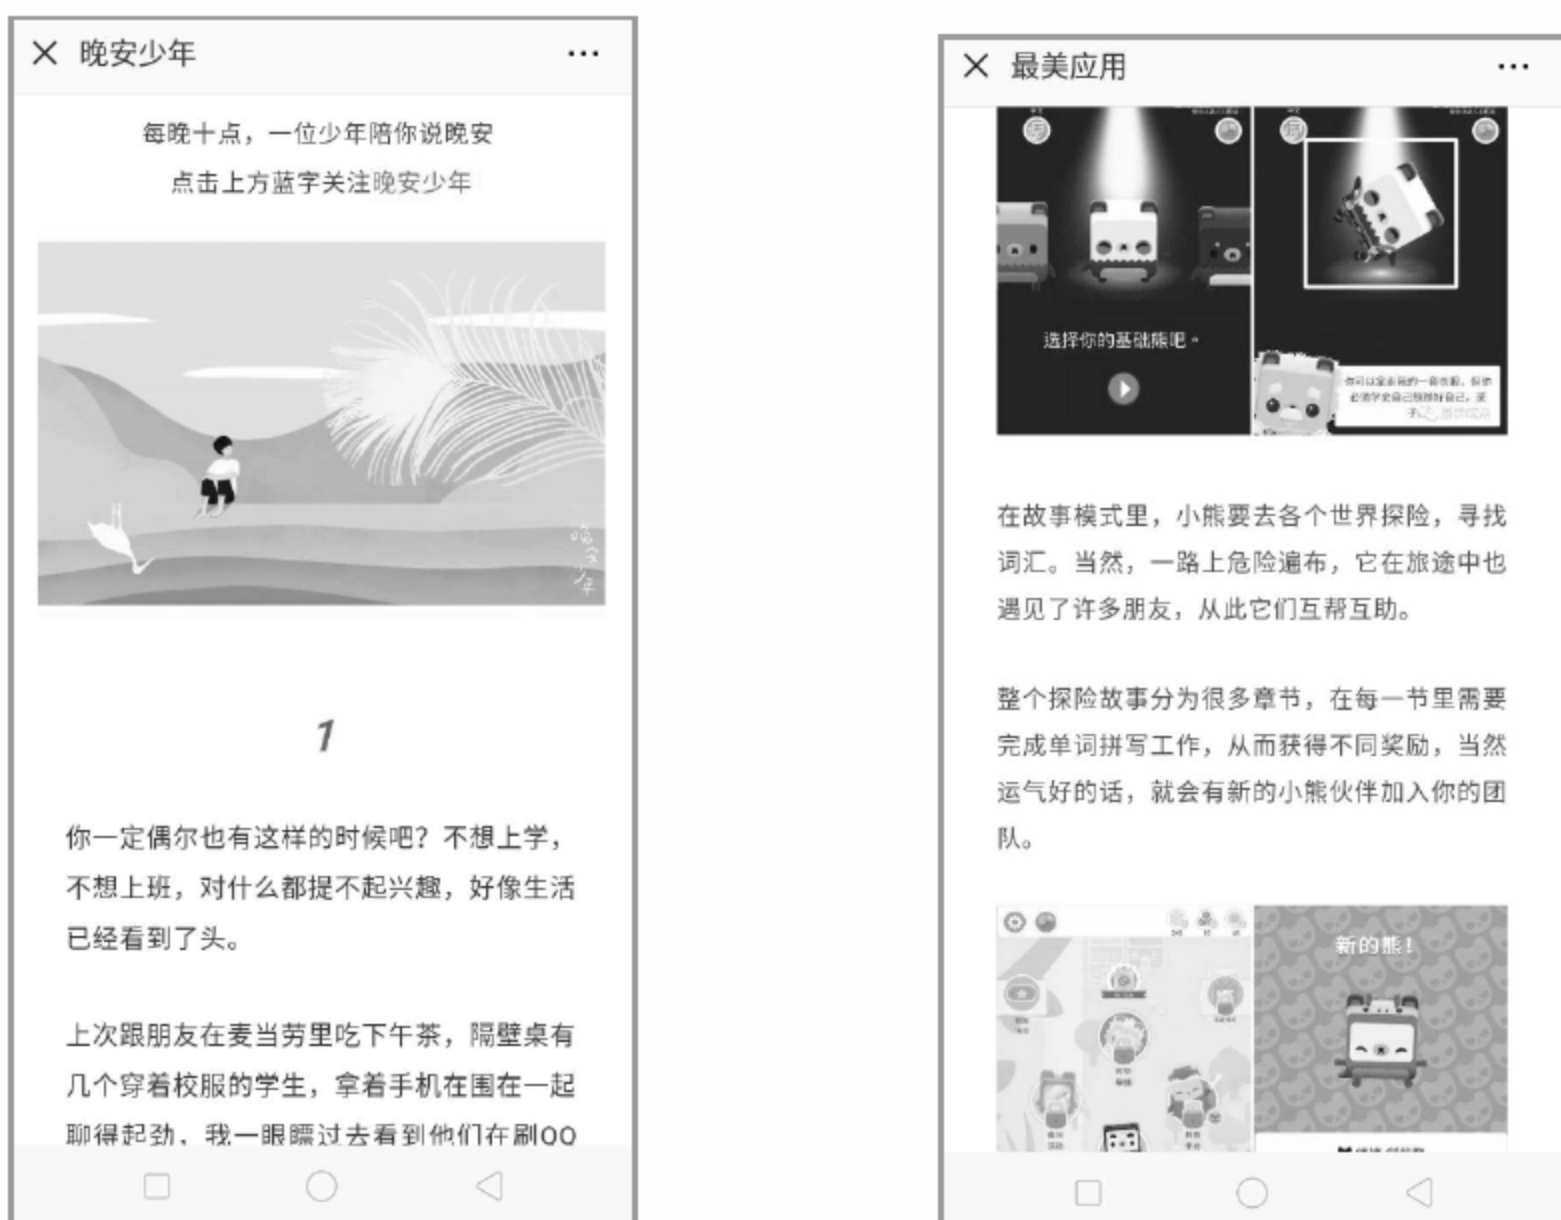 晚安少年
每晚十点，一位少年陪你说晚安
点击上方蓝字关注晚安少年
晚安少年
1
你一定偶尔也有这样的时候吧？不想上学，
不想上班，对什么都提不起兴趣，好像生活
已经看到了头。
上次跟朋友在麦当劳里吃下午茶，隔壁桌有
几个穿着校服的学生，拿着手机在围在一起
聊得起劲，我一眼瞟过去看到他们在刷QQ
最美应用
选择你的基础熊吧。
在故事模式里，小熊要去各个世界探险，寻找
词汇。当然，一路上危险遍布，它在旅途中也
遇见了许多朋友，从此它们互帮互助。
整个探险故事分为很多章节，在每一节里需要
完成单词拼写工作，从而获得不同奖励，当然
运气好的话，就会有新的小熊伙伴加入你的团
队。
新的熊！